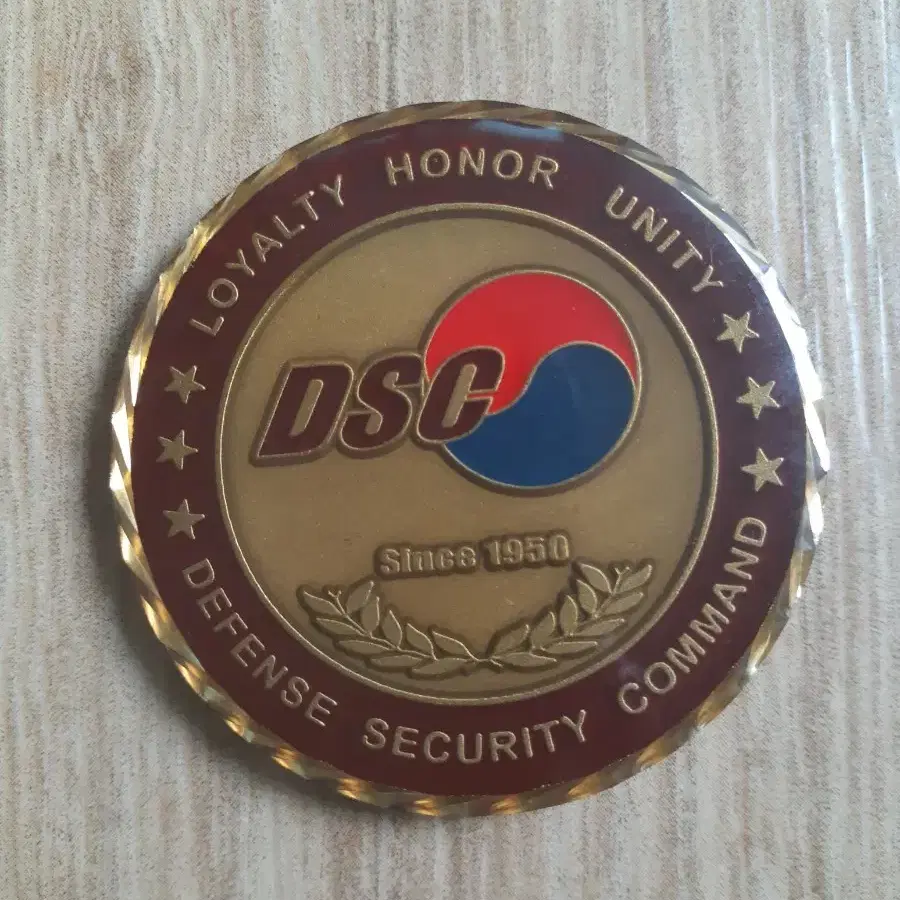 LOYALTY HONOR UNITY
DSC
Since 1950
DEFENSE SECURITY COMMAND